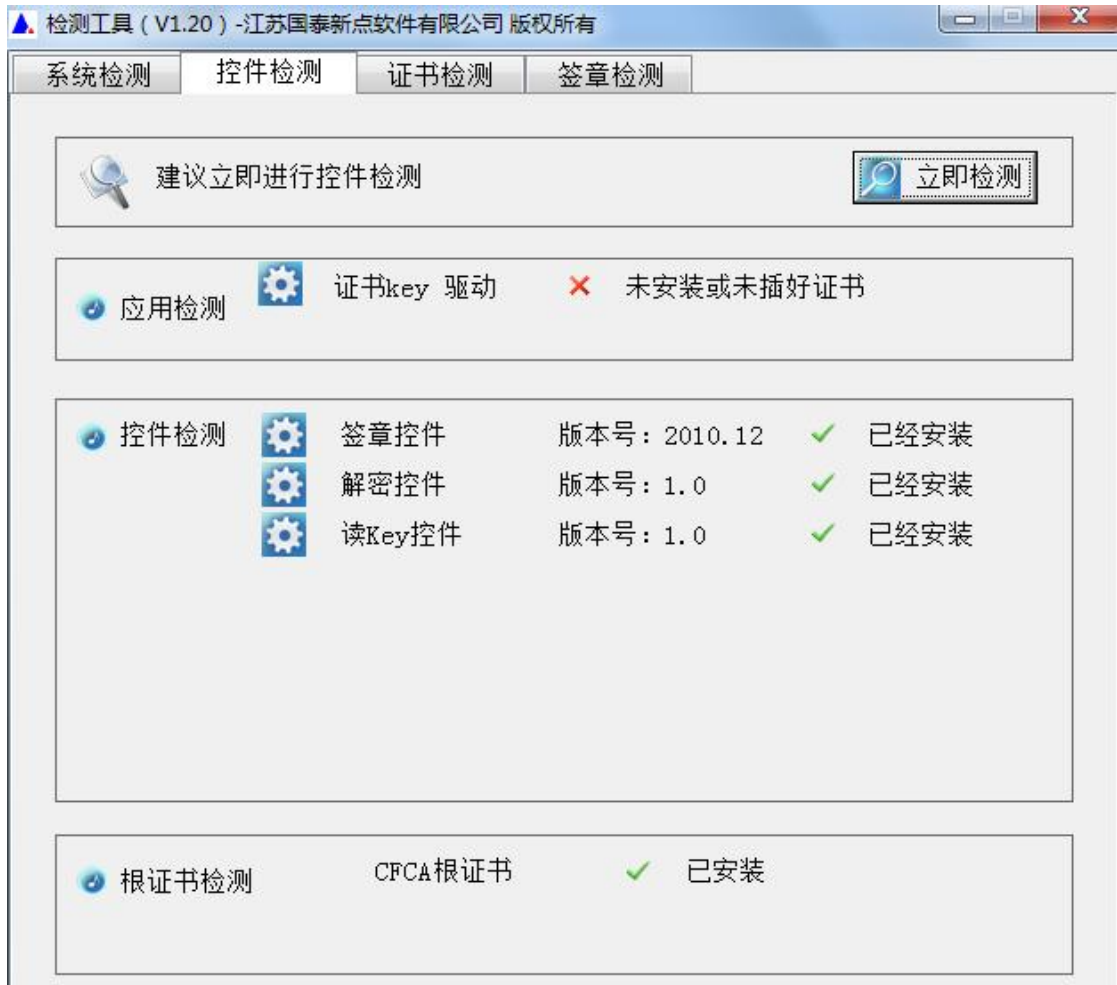 检测工具（V1.20）-江苏国泰新点软件有限公司 版权所有
系统检测 控件检测 证书检测 签章检测
建议立即进行控件检测 立即检测
应用检测 证书key 驱动 未安装或未插好证书
控件检测 签章控件 版本号：2010.12 已经安装
解密控件 版本号：1.0 已经安装
读Key控件 版本号：1.0 已经安装
根证书检测 CFCA根证书 已安装